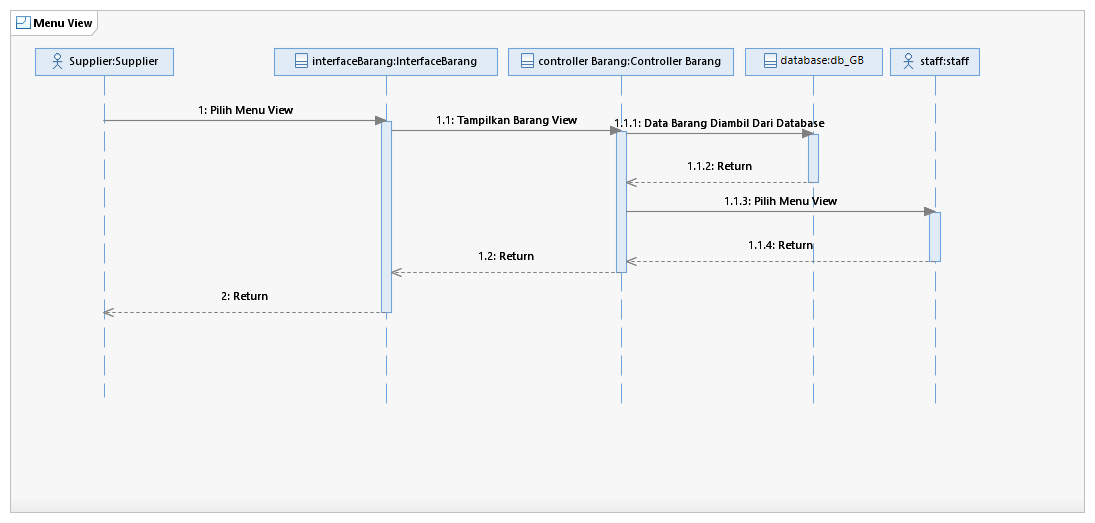 Menu View
Supplier:Supplier
interfaceBarang:InterfaceBarang
controller Barang:Controller Barang
database:db_GB
staff:staff
1: Pilih Menu View
1.1: Tampilkan Barang View
1.1.1: Data Barang Diambil Dari Database
1.1.2: Return
1.1.3: Pilih Menu View
1.1.4: Return
1.2: Return
2: Return